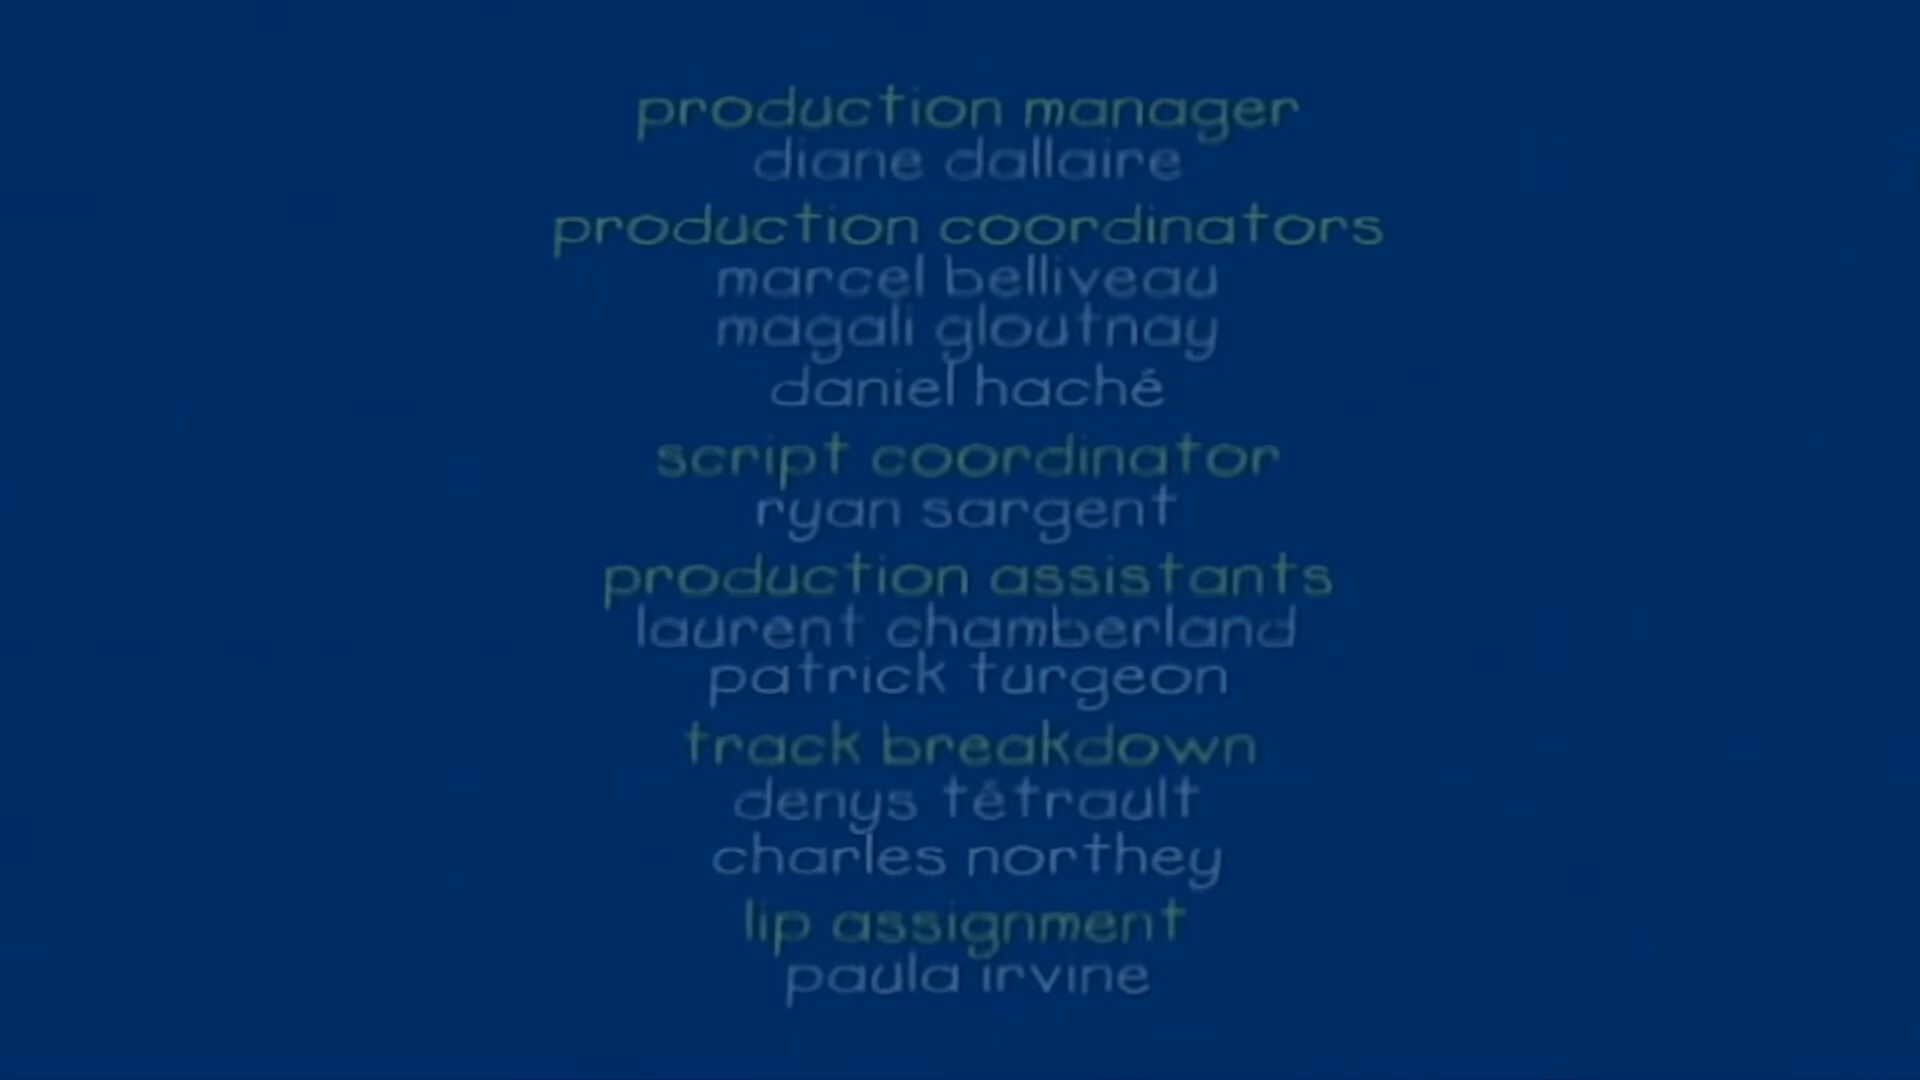 production manager
diane dallaire
production coordinators
marcel belliveau
magali gloutnay
daniel haché
script coordinator
ryan sargent
production assistants
laurent chamberland
patrick turgeon
track breakdown
denys tétrault
charles northey
lip assignment
paula irvine